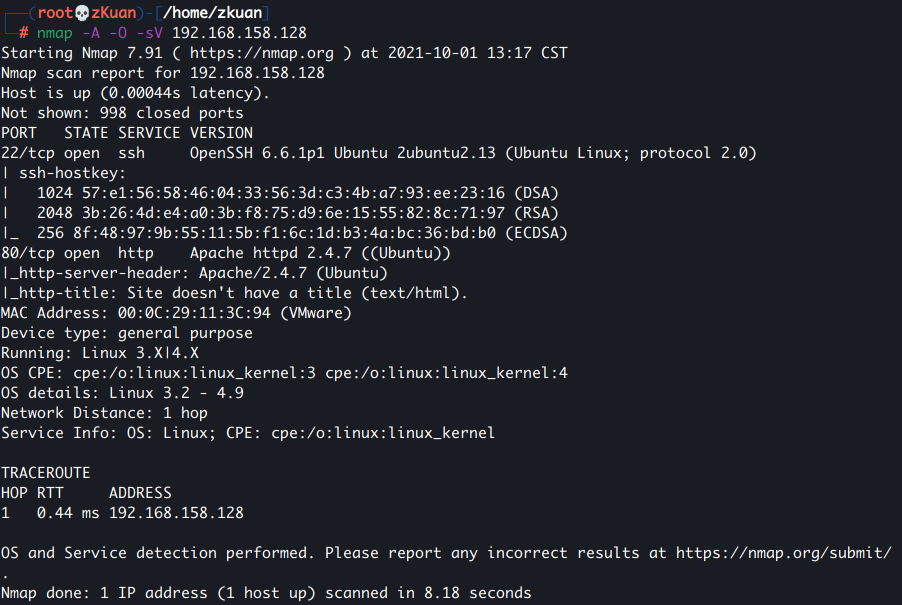 (root💀zKuan)-[/home/zkuan]
# nmap -A -O -sV 192.168.158.128
Starting Nmap 7.91 ( https://nmap.org ) at 2021-10-01 13:17 CST
Nmap scan report for 192.168.158.128
Host is up (0.00044s latency).
Not shown: 998 closed ports
PORT   STATE SERVICE VERSION
22/tcp open  ssh     OpenSSH 6.6.1p1 Ubuntu 2ubuntu2.13 (Ubuntu Linux; protocol 2.0)
| ssh-hostkey:
|   1024 57:e1:56:58:46:04:33:56:3d:c3:4b:a7:93:ee:23:16 (DSA)
|   2048 3b:26:4d:e4:a0:3b:f8:75:d9:6e:15:55:82:8c:71:97 (RSA)
|_  256 8f:48:97:9b:55:11:5b:f1:6c:1d:b3:4a:bc:36:bd:b0 (ECDSA)
80/tcp open  http    Apache httpd 2.4.7 ((Ubuntu))
|_http-server-header: Apache/2.4.7 (Ubuntu)
|_http-title: Site doesn't have a title (text/html).
MAC Address: 00:0C:29:11:3C:94 (VMware)
Device type: general purpose
Running: Linux 3.X|4.X
OS CPE: cpe:/o:linux:linux_kernel:3 cpe:/o:linux:linux_kernel:4
OS details: Linux 3.2 - 4.9
Network Distance: 1 hop
Service Info: OS: Linux; CPE: cpe:/o:linux:linux_kernel
TRACEROUTE
HOP RTT     ADDRESS
1   0.44 ms 192.168.158.128
OS and Service detection performed. Please report any incorrect results at https://nmap.org/submit/
.
Nmap done: 1 IP address (1 host up) scanned in 8.18 seconds